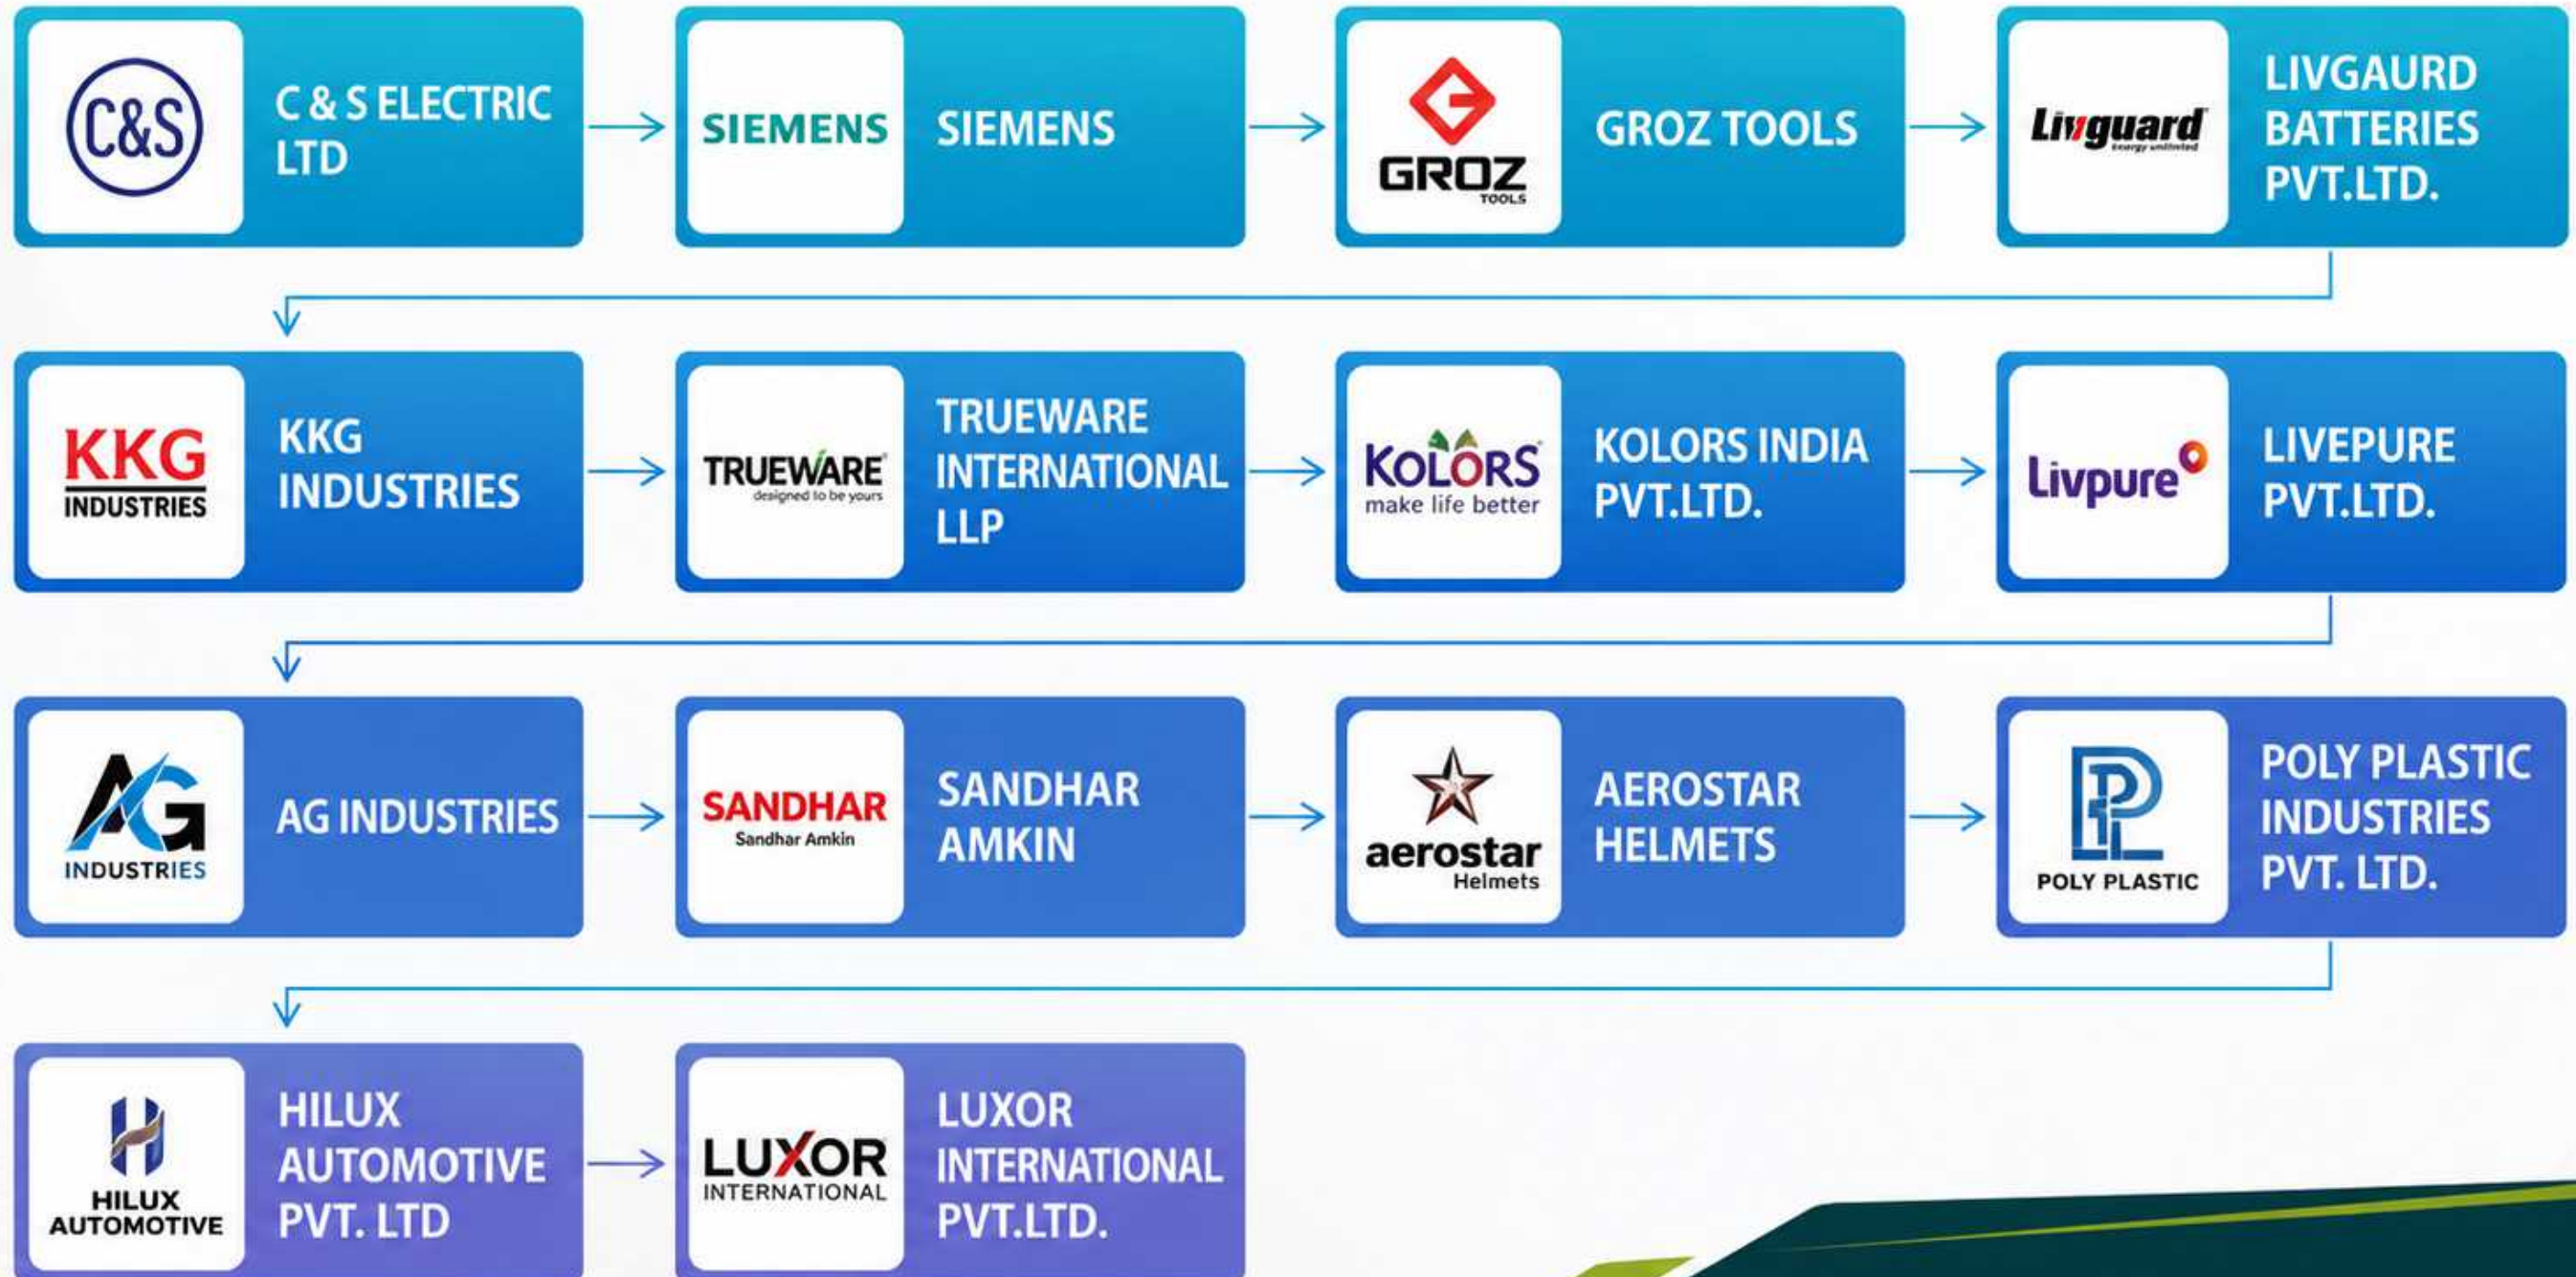 C&S
C & S ELECTRIC
LTD
SIEMENS
SIEMENS
GROZ
TOOLS
GROZ TOOLS
Livguard
Energy unlimited
LIVGAURD
BATTERIES
PVT.LTD.
KKG
INDUSTRIES
KKG
INDUSTRIES
TRUEWARE
designed to be yours
TRUEWARE
INTERNATIONAL
LLP
KOLORS
make life better
KOLORS INDIA
PVT.LTD.
Livpure
LIVEPURE
PVT.LTD.
AG
INDUSTRIES
AG INDUSTRIES
SANDHAR
Sandhar Amkin
SANDHAR
AMKIN
aerostar
Helmets
AEROSTAR
HELMETS
PPL
POLY PLASTIC
POLY PLASTIC
INDUSTRIES
PVT. LTD.
H
HILUX
AUTOMOTIVE
HILUX
AUTOMOTIVE
PVT. LTD
LUXOR
INTERNATIONAL
LUXOR
INTERNATIONAL
PVT.LTD.